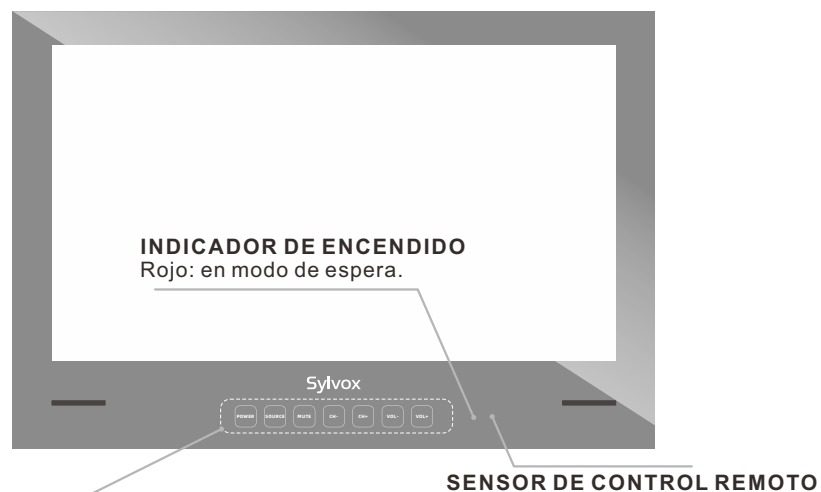 INDICADOR DE ENCENDIDO
Rojo: en modo de espera.
Sylvox
POWER SOURCE MUTE CH- CH+ VOL- VOL+
SENSOR DE CONTROL REMOTO